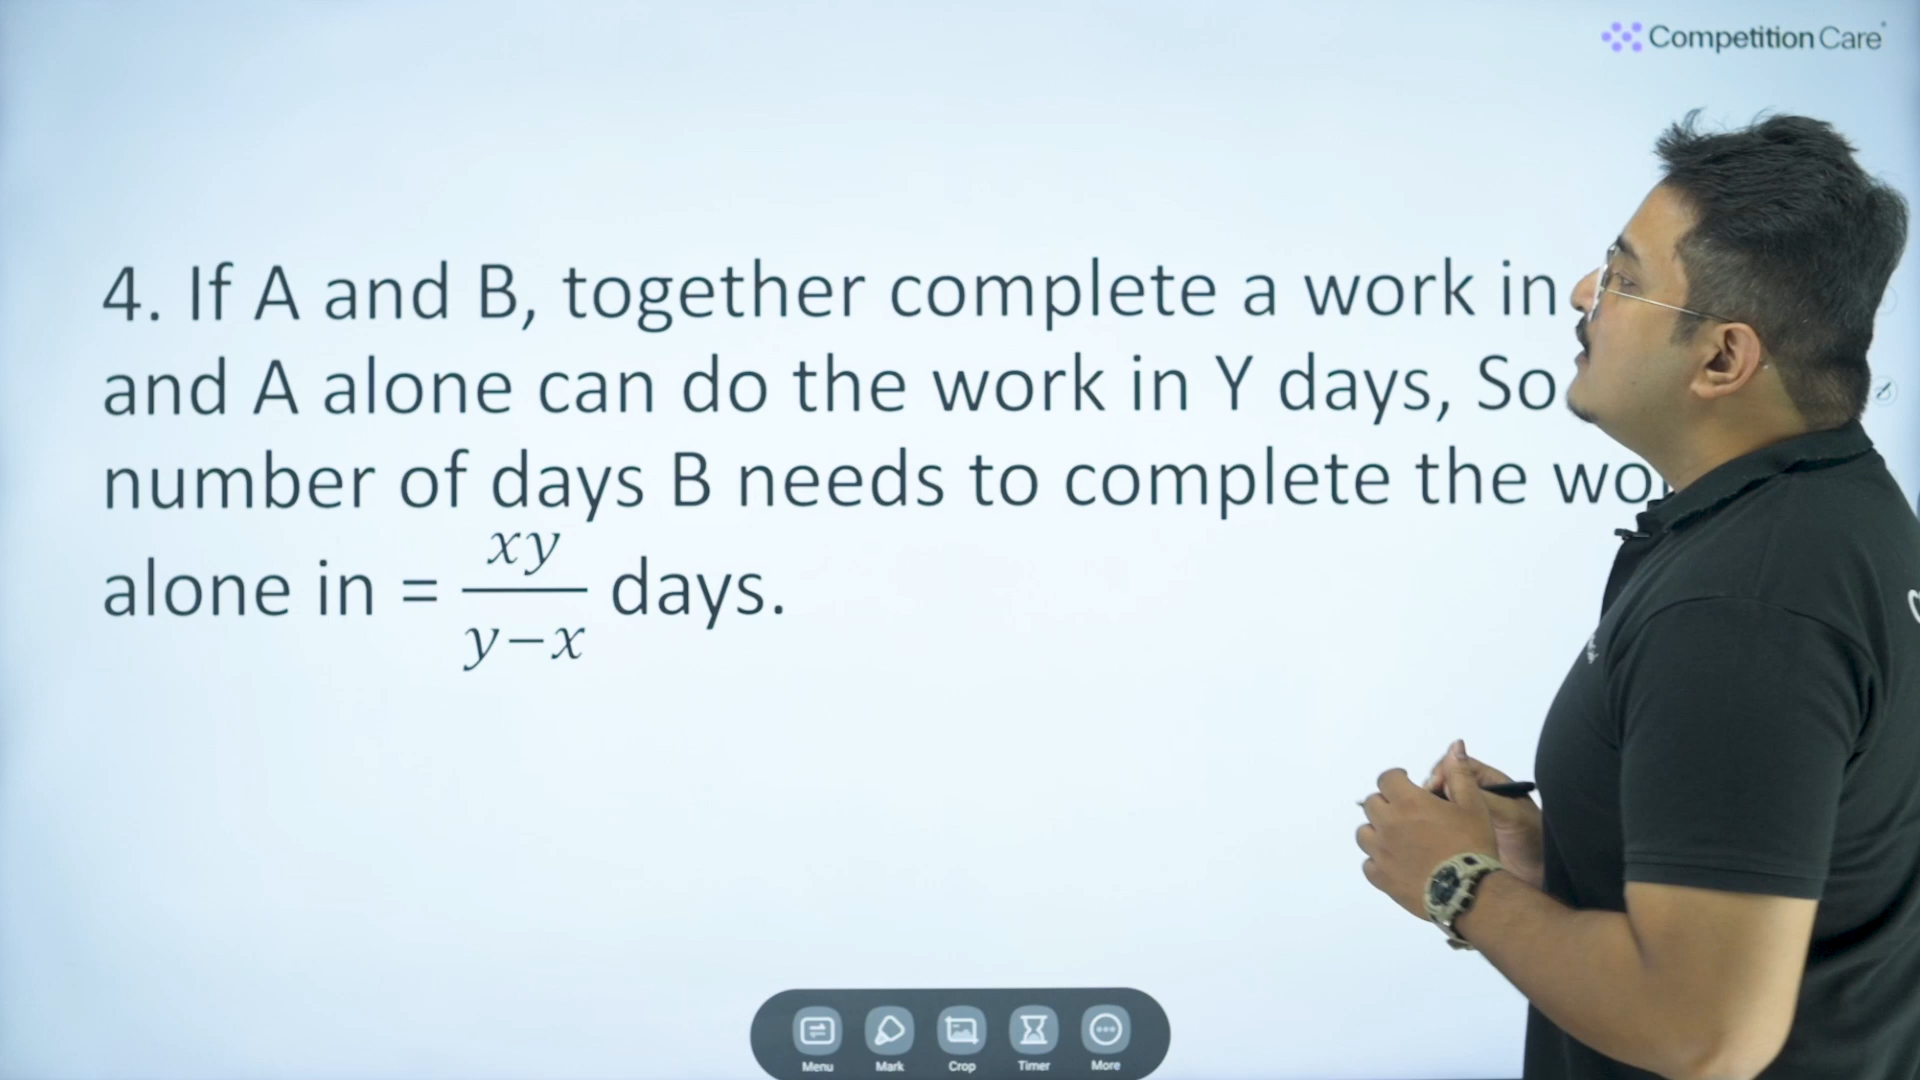 Competition Care
4. If A and B, together complete a work in
and A alone can do the work in Y days, So
number of days B needs to complete the
alone in = xy / y−x days.
Menu Mark Crop Timer More